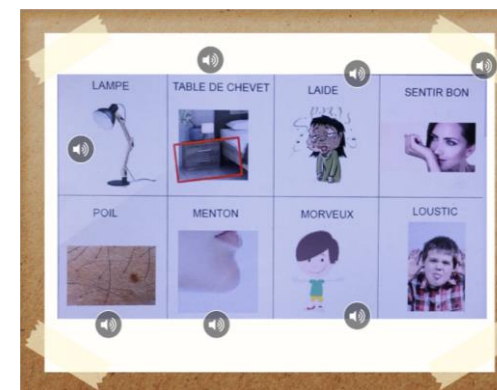 LAMPE
TABLE DE CHEVET
LAIDE
SENTIR BON
POIL
MENTON
MORVEUX
LOUSTIC